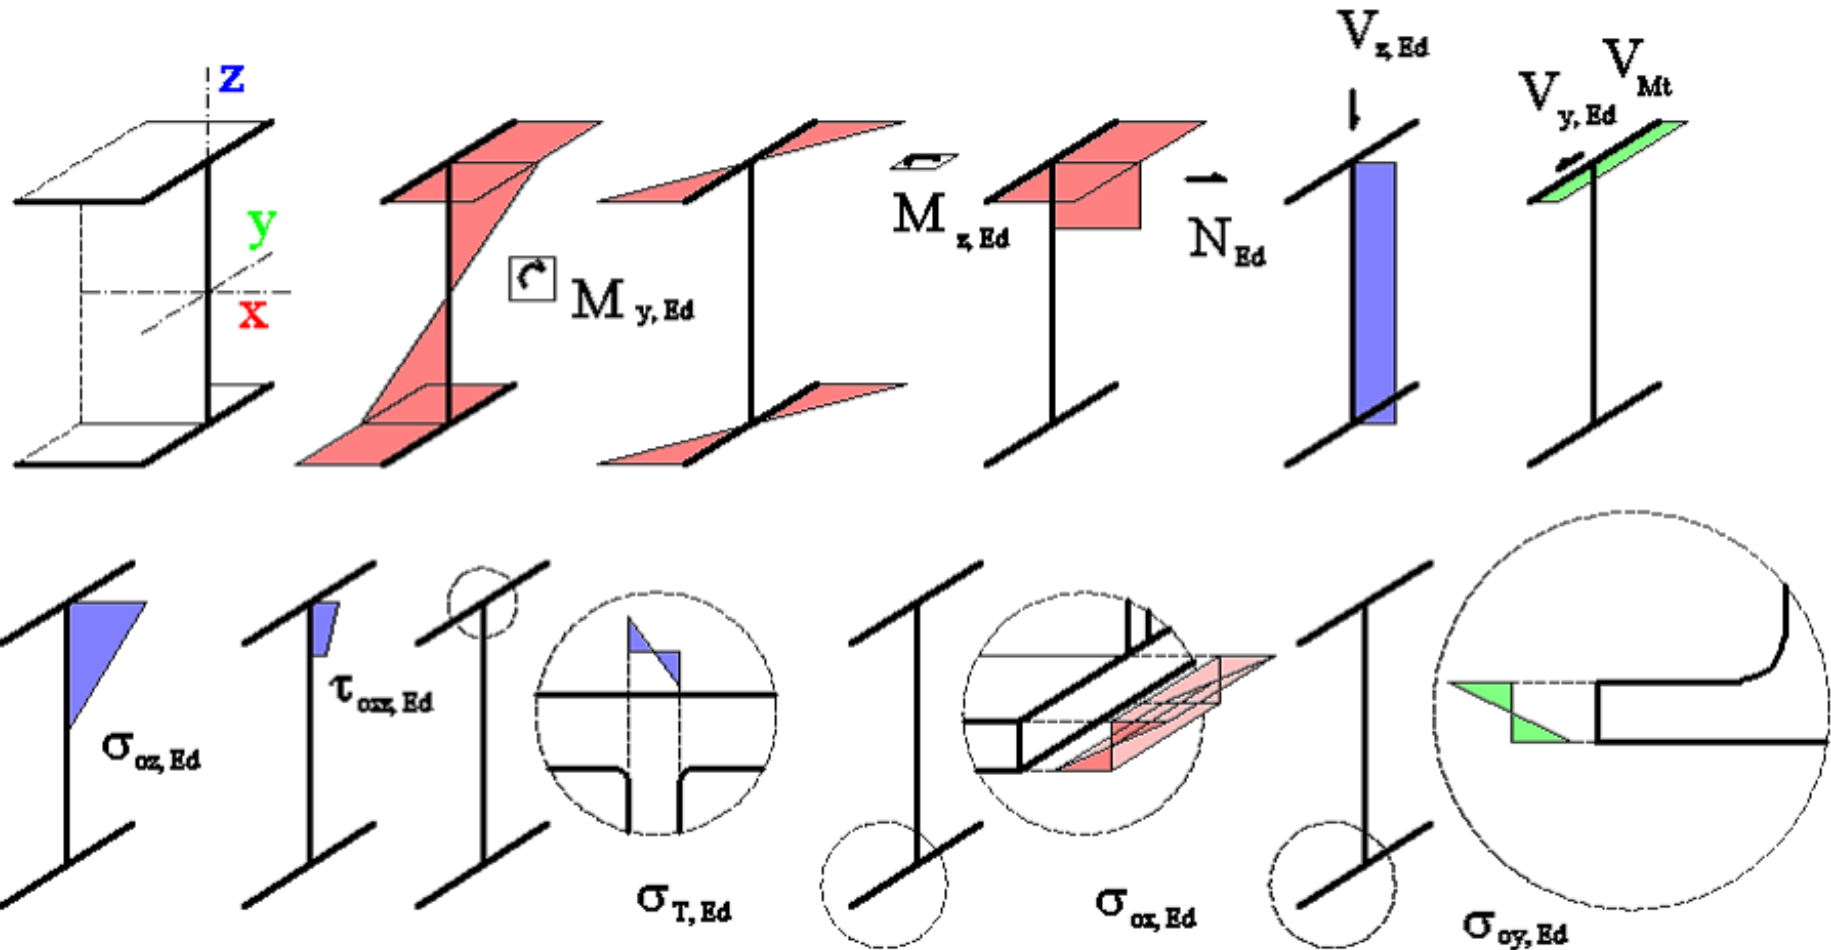 z
y
x
M y, Ed
M z, Ed
N Ed
V z, Ed
V y, Ed
V Mt
σ oz, Ed
τ oxz, Ed
σ T, Ed
σ ox, Ed
σ oy, Ed